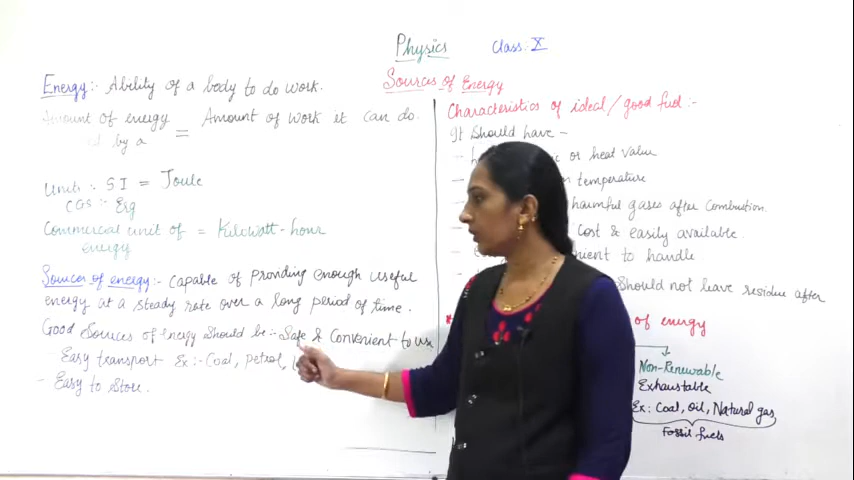 Physics Class: X
Sources of Energy
Energy:- Ability of a body to do work.
Amount of energy = Amount of work it can do.
by a
Unit :- SI = Joule
CGS :- Erg
Commercial unit of energy = Kilowatt-hour
Sources of energy:- Capable of providing enough useful
energy at a steady rate over a long period of time.
Good Sources of energy should be:- Safe & Convenient to use
Easy transport Ex:- Coal, petrol,
- Easy to Store.
Characteristics of ideal/good fuel:-
It should have -
- or heat value
- temperature
- harmful gases after combustion.
- cost & easily available.
- to handle
Should not leave residue after
of energy
Non-Renewable
Exhaustable
Ex: Coal, Oil, Natural gas
Fossil fuels